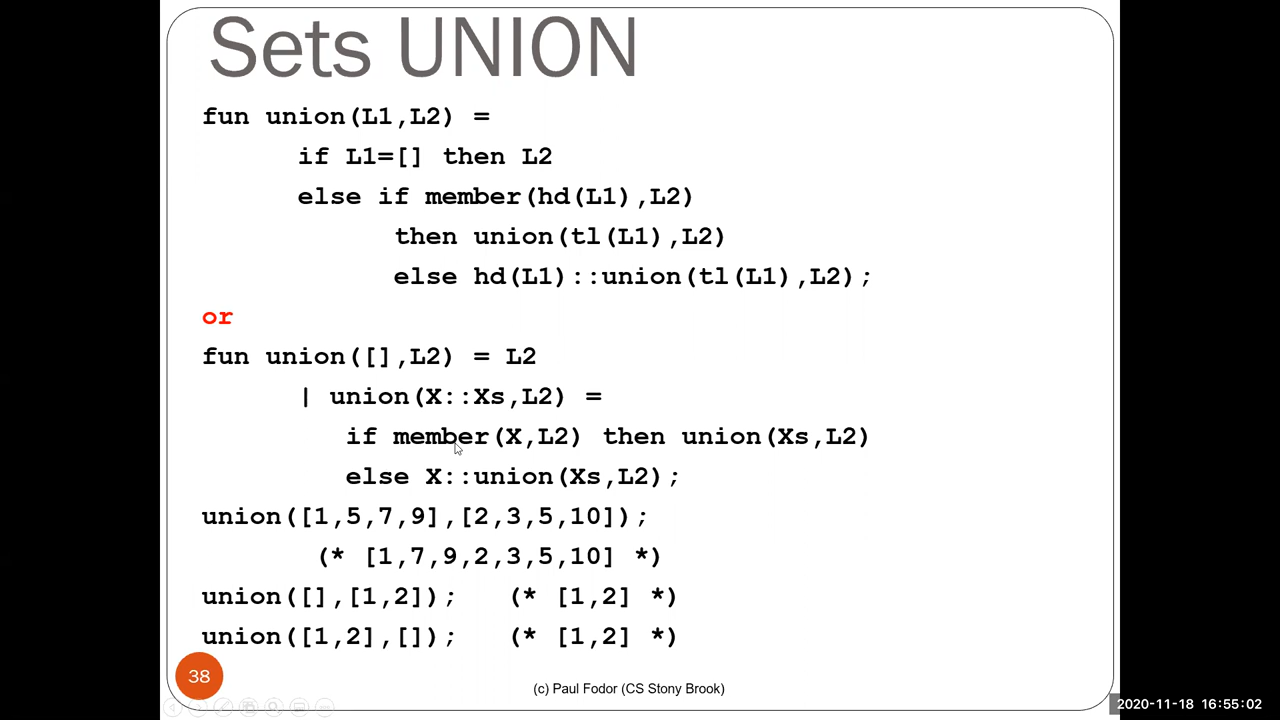 Sets UNION
fun union(L1,L2) =
if L1=[] then L2
else if member(hd(L1),L2)
then union(tl(L1),L2)
else hd(L1)::union(tl(L1),L2);
or
fun union([],L2) = L2
| union(X::Xs,L2) =
if member(X,L2) then union(Xs,L2)
else X::union(Xs,L2);
union([1,5,7,9],[2,3,5,10]);
(* [1,7,9,2,3,5,10] *)
union([],[1,2]); (* [1,2] *)
union([1,2],[]); (* [1,2] *)
38
(c) Paul Fodor (CS Stony Brook)
2020-11-18 16:55:02